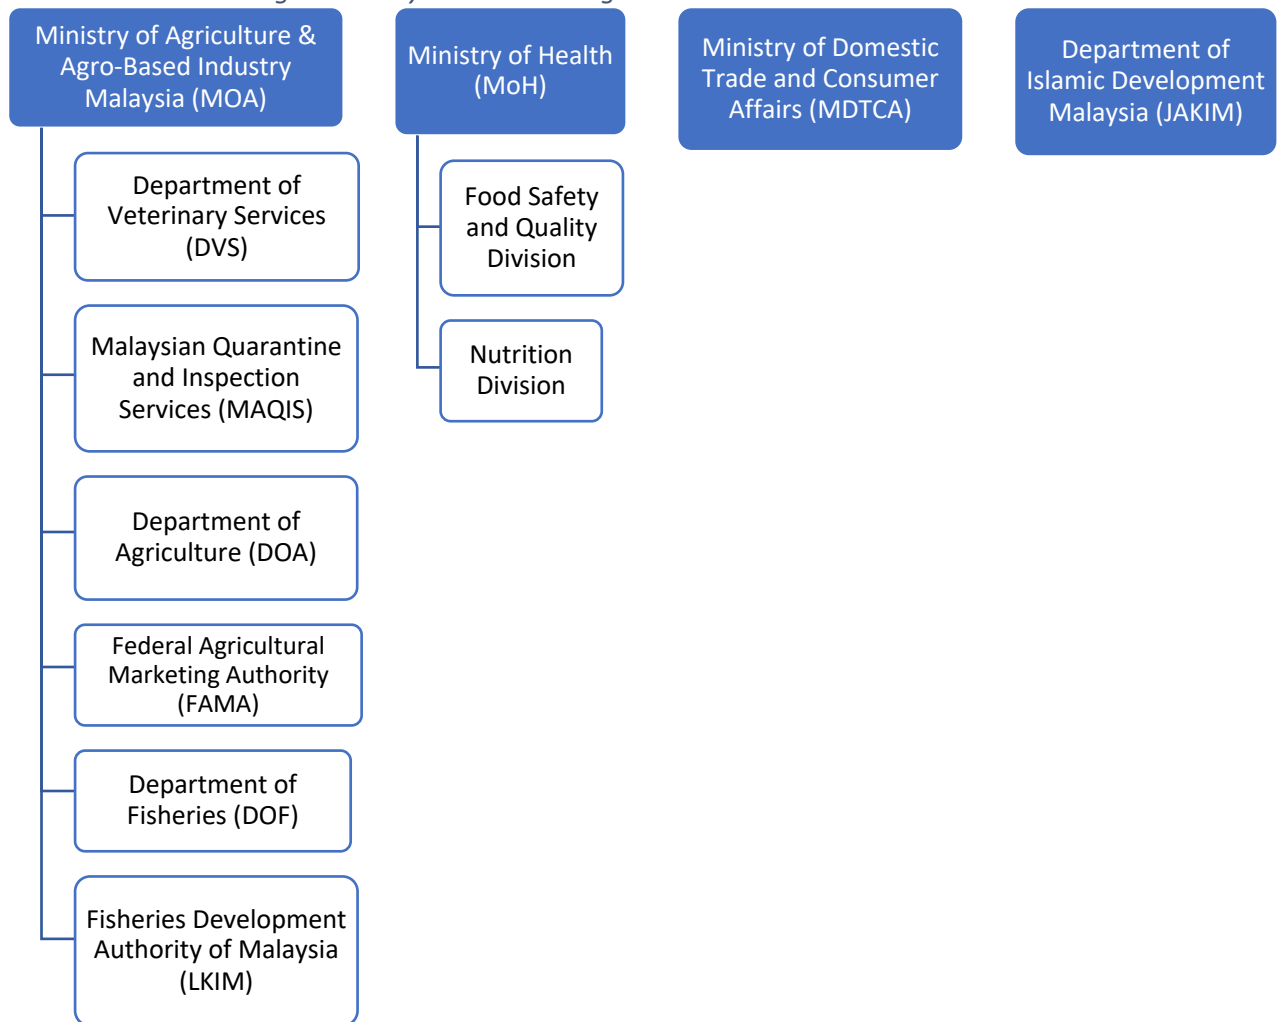 Ministry of Agriculture &
Agro-Based Industry
Malaysia (MOA)
Department of
Veterinary Services
(DVS)
Malaysian Quarantine
and Inspection
Services (MAQIS)
Department of
Agriculture (DOA)
Federal Agricultural
Marketing Authority
(FAMA)
Department of
Fisheries (DOF)
Fisheries Development
Authority of Malaysia
(LKIM)
Ministry of Health
(MoH)
Food Safety
and Quality
Division
Nutrition
Division
Ministry of Domestic
Trade and Consumer
Affairs (MDTCA)
Department of
Islamic Development
Malaysia (JAKIM)